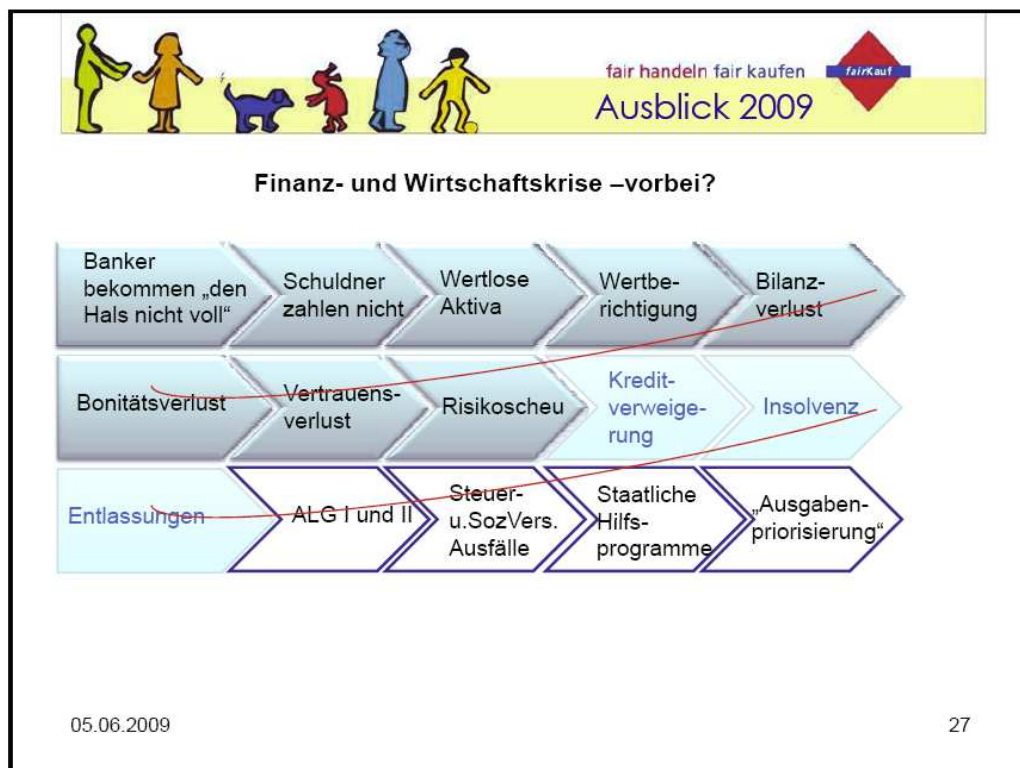 fair handeln fair kaufen
fairKauf
Ausblick 2009
Finanz- und Wirtschaftskrise –vorbei?
Banker
bekommen „den
Hals nicht voll“
Schuldner
zahlen nicht
Wertlose
Aktiva
Wertbe-
richtigung
Bilanz-
verlust
Bonitätsverlust
Vertrauens-
verlust
Risikoscheu
Kredit-
verweige-
rung
Insolvenz
Entlassungen
ALG I und II
Steuer-
u.SozVers.
Ausfälle
Staatliche
Hilfs-
programme
„Ausgaben-
priorisierung“
05.06.2009
27